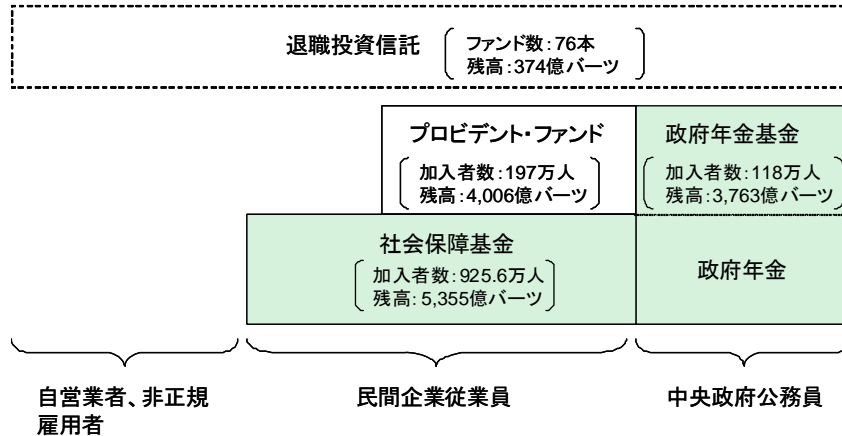 退職投資信託
ファンド数:76本
残高:374億バーツ
プロビデント・ファンド
加入者数:197万人
残高:4,006億バーツ
政府年金基金
加入者数:118万人
残高:3,763億バーツ
社会保障基金
加入者数:925.6万人
残高:5,355億バーツ
政府年金
自営業者、非正規
雇用者
民間企業従業員
中央政府公務員